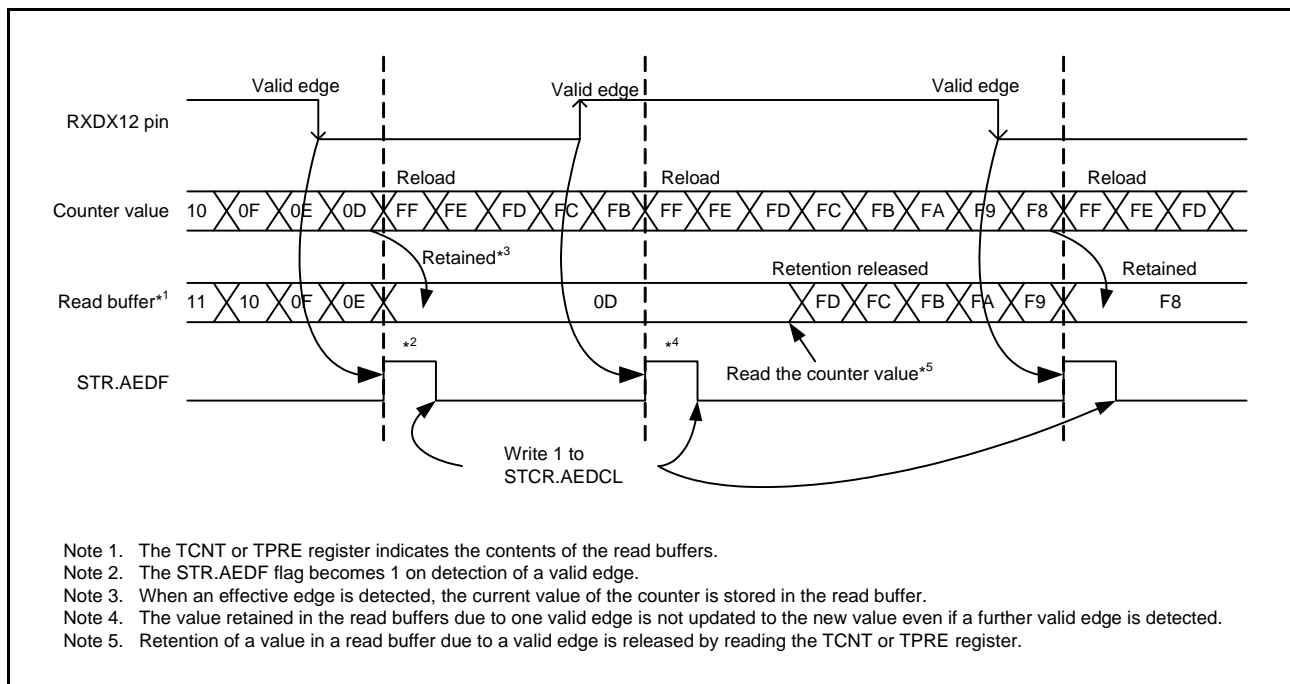 Valid edge Valid edge Valid edge
RXDX12 pin
Reload Reload Reload
Counter value 10 0F 0E 0D FF FE FD FC FB FF FE FD FC FB FA F9 F8 FF FE FD
Retained*3 Retention released Retained
Read buffer*1 11 10 0F 0E 0D FD FC FB FA F9 F8
*2 *4
STR.AEDF Read the counter value*5
Write 1 to
STCR.AEDCL
Note 1. The TCNT or TPRE register indicates the contents of the read buffers.
Note 2. The STR.AEDF flag becomes 1 on detection of a valid edge.
Note 3. When an effective edge is detected, the current value of the counter is stored in the read buffer.
Note 4. The value retained in the read buffers due to one valid edge is not updated to the new value even if a further valid edge is detected.
Note 5. Retention of a value in a read buffer due to a valid edge is released by reading the TCNT or TPRE register.